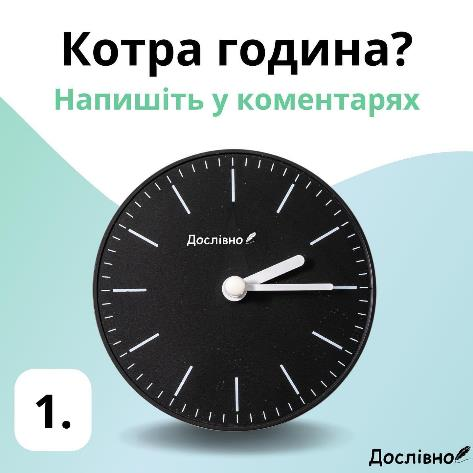 Котра година?
Напишіть у коментарях
Дослівно
1.
Дослівно